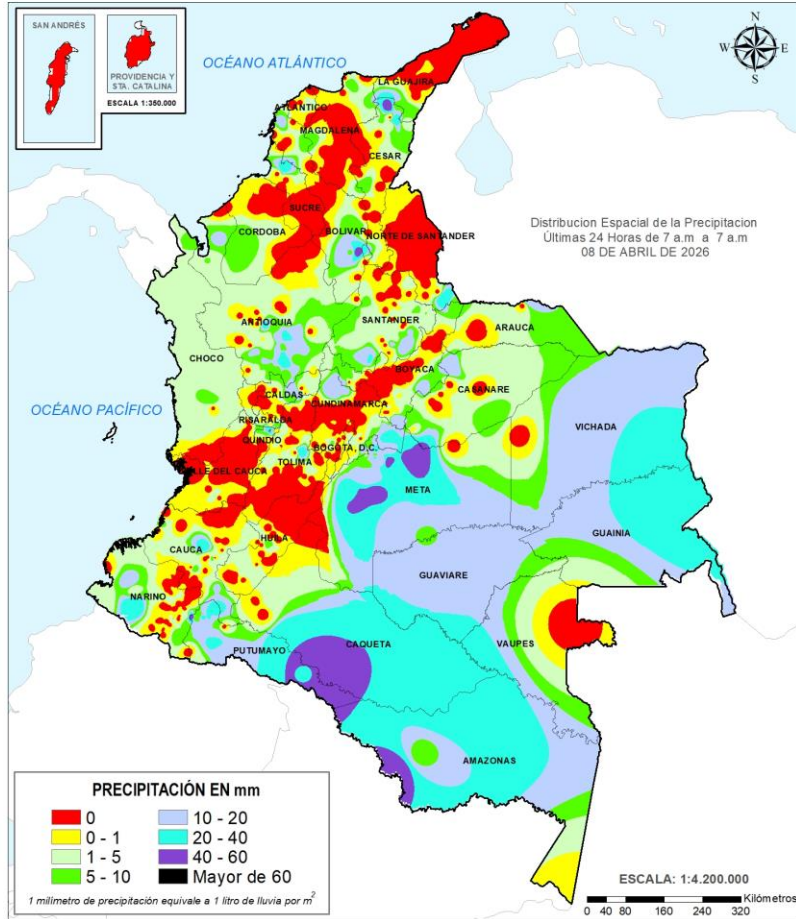 SAN ANDRÉS
PROVIDENCIA Y
STA. CATALINA
ESCALA 1:350.000
OCÉANO ATLÁNTICO
N
W
E
S
LA GUAJIRA
ATLANTICO
MAGDALENA
CESAR
SUCRE
CORDOBA
BOLIVAR
NORTE DE SANTANDER
Distribucion Espacial de la Precipitacion
Últimas 24 Horas de 7 a.m a 7 a.m
08 DE ABRIL DE 2026
ANTIOQUIA
SANTANDER
ARAUCA
CHOCO
BOYACA
CASANARE
CALDAS
CUNDINAMARCA
OCÉANO PACÍFICO
RISARALDA
VICHADA
QUINDIO
BOGOTA, D.C.
TOLIMA
VALLE DEL CAUCA
META
GUAINIA
HUILA
CAUCA
GUAVIARE
NARINO
CAQUETA
VAUPES
PUTUMAYO
AMAZONAS
PRECIPITACIÓN EN mm
0
10 - 20
0 - 1
20 - 40
1 - 5
40 - 60
5 - 10
Mayor de 60
1 milímetro de precipitación equivale a 1 litro de lluvia por m2
ESCALA: 1:4.200.000
Kilómetros
0 40 80 160 240 320